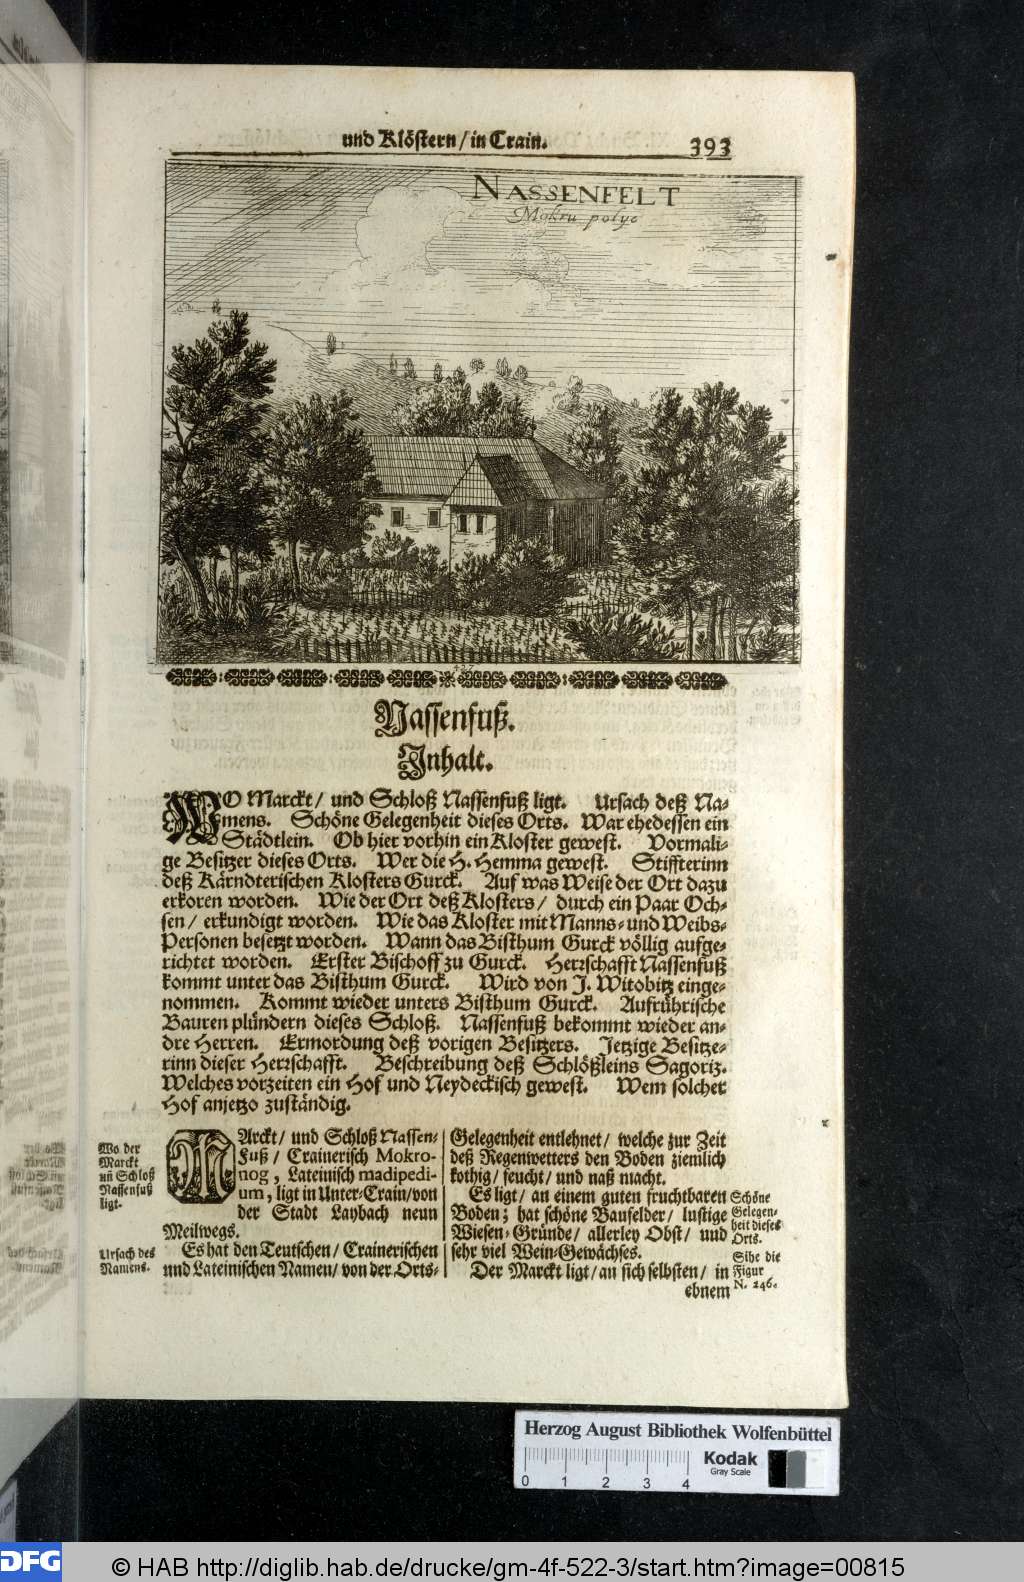 und Klöstern / in Crain.
393
NASSENFELT
Mokru polye
Nassenfuß.
Inhalt.
WO Marckt / und Schloß Nassenfuß ligt. Ursach deß Na-
mens. Schöne Gelegenheit dieses Orts. War ehedessen ein
Städtlein. Ob hier vorhin ein Kloster gewest. Vormali-
ge Besitzer dieses Orts. Wer die H. Hemma gewest. Stiffterinn
deß Kärndterischen Klosters Gurck. Auf was Weise der Ort dazu
erkoren worden. Wie der Ort deß Klosters / durch ein Paar Och-
sen / erkundigt worden. Wie das Kloster mit Manns- und Weibs-
Personen besetzt worden. Wann das Bisthum Gurck völlig aufge-
richtet worden. Erster Bischoff zu Gurck. Herrschafft Nassenfuß
kommt unter das Bisthum Gurck. Wird von J. Witobitz einge-
nommen. Kommt wieder unters Bisthum Gurck. Aufrührische
Bauren plündern dieses Schloß. Nassenfuß bekommt wieder an-
dre Herren. Ermordung deß vorigen Besitzers. Jetzige Besitze-
rinn dieser Herrschafft. Beschreibung deß Schlößleins Sagoriz.
Welches vorzeiten ein Hof und Neydeckisch gewest. Wem solcher
Hof anjetzo zuständig.
Wo der
Marckt
uñ Schloß
Nassenfuß
ligt.
MArckt / und Schloß Nassen-
Fuß / Crainerisch Mokro-
nog, Lateinisch madipedi-
um, ligt in Unter-Crain / von
der Stadt Laybach neun
Meilwegs.
Ursach des
Namens.
Es hat den Teutschen / Crainerischen
und Lateinischen Namen / von der Orts-
Gelegenheit entlehnet / welche zur Zeit
deß Regenwetters den Boden ziemlich
kothig / feucht / und naß macht.
Es ligt / an einem guten fruchtbaren
Boden; hat schöne Baufelder / lustige
Wiesen-Gründe / allerley Obst / und
sehr viel Wein-Gewächses.
Der Marckt ligt / an sich selbsten / in
ebnem
Schöne
Gelegen-
heit dieses
Orts.
Sihe die
Figur
N. 246.
Herzog August Bibliothek Wolfenbüttel
0 1 2 3 4
Kodak
Gray Scale
DFG
© HAB http://diglib.hab.de/drucke/gm-4f-522-3/start.htm?image=00815